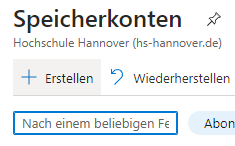 Speicherkonten
Hochschule Hannover (hs-hannover.de)
Erstellen Wiederherstellen
Nach einem beliebigen Fe Abon